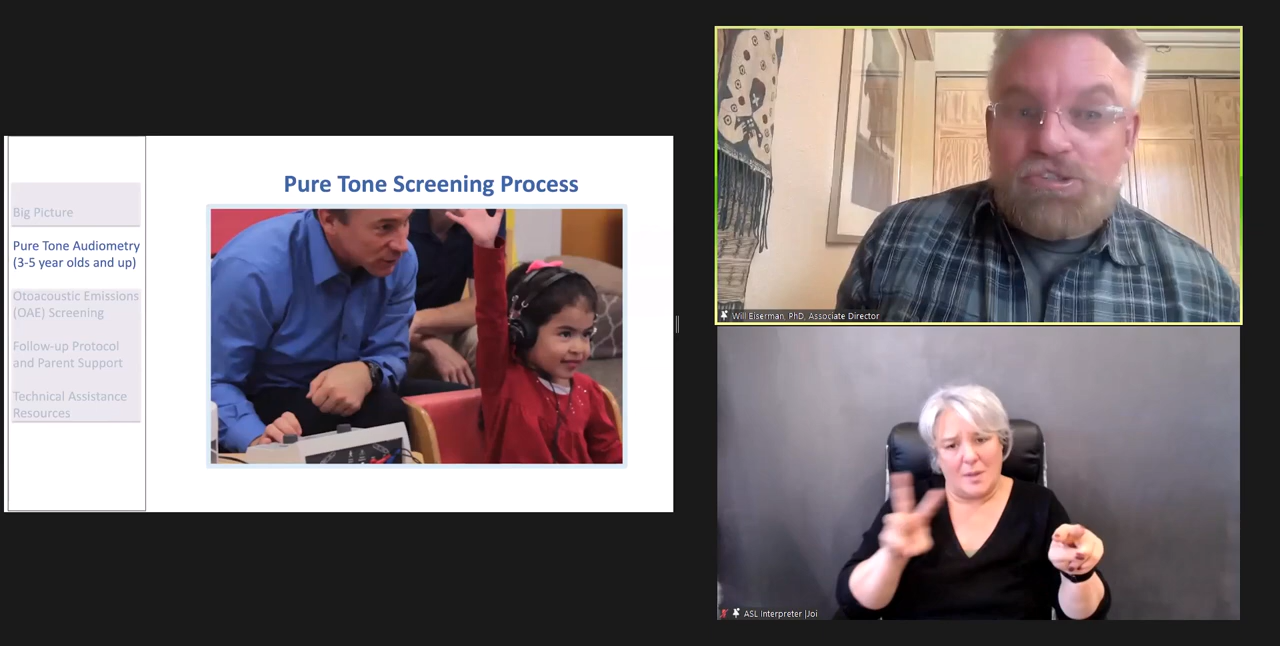 Pure Tone Screening Process
Big Picture
Pure Tone Audiometry
(3-5 year olds and up)
Otoacoustic Emissions
(OAE) Screening
Follow-up Protocol
and Parent Support
Technical Assistance
Resources
Will Eiserman, PhD, Associate Director
ASL Interpreter |Joi